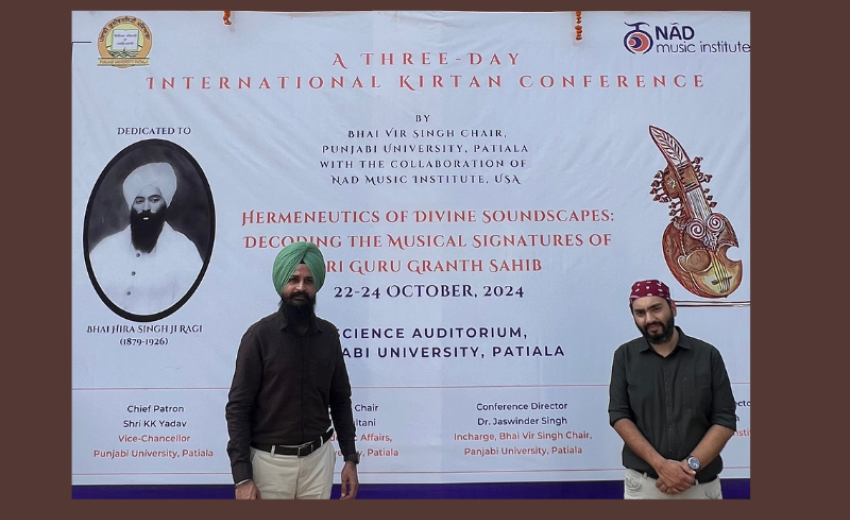 NĀD
music institute
A THREE-DAY
INTERNATIONAL KIRTAN CONFERENCE
BY
BHAI VIR SINGH CHAIR,
PUNJABI UNIVERSITY, PATIALA
WITH THE COLLABORATION OF
NAD MUSIC INSTITUTE, USA
DEDICATED TO
BHAI HIRA SINGH JI RAGI
(1879-1926)
HERMENEUTICS OF DIVINE SOUNDSCAPES:
DECODING THE MUSICAL SIGNATURES OF
RI GURU GRANTH SAHIB
22-24 OCTOBER, 2024
SCIENCE AUDITORIUM,
ABI UNIVERSITY, PATIALA
Chief Patron
Shri KK Yadav
Vice-Chancellor
Punjabi University, Patiala
Chair
ltani
Affairs,
Patiala
Conference Director
Dr. Jaswinder Singh
Incharge, Bhai Vir Singh Chair,
Panjabi University, Patiala